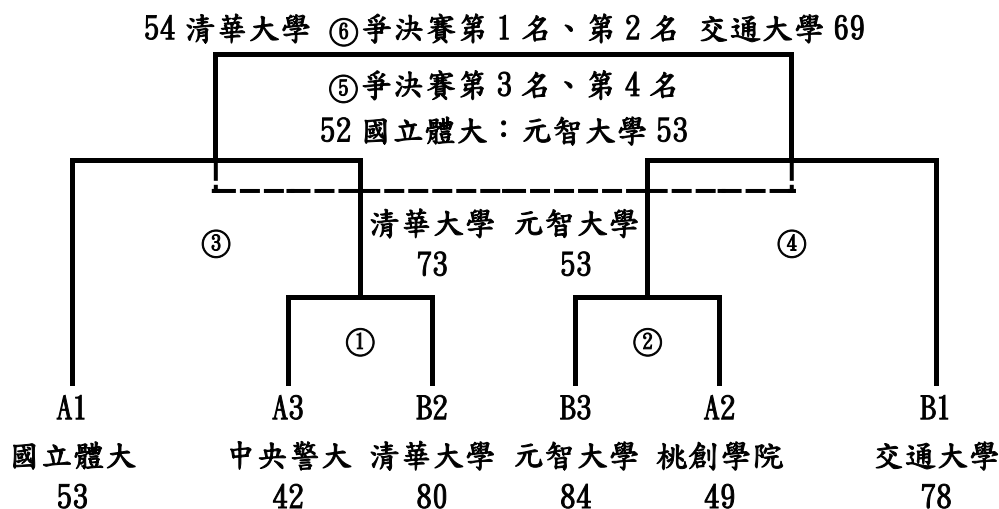 54 清華大學 ⑥爭決賽第 1 名、第 2 名 交通大學 69
⑤爭決賽第 3 名、第 4 名
52 國立體大：元智大學 53
清華大學 元智大學
73 53
③ ④
① ②
A1 A3 B2 B3 A2 B1
國立體大 中央警大 清華大學 元智大學 桃創學院 交通大學
53 42 80 84 49 78